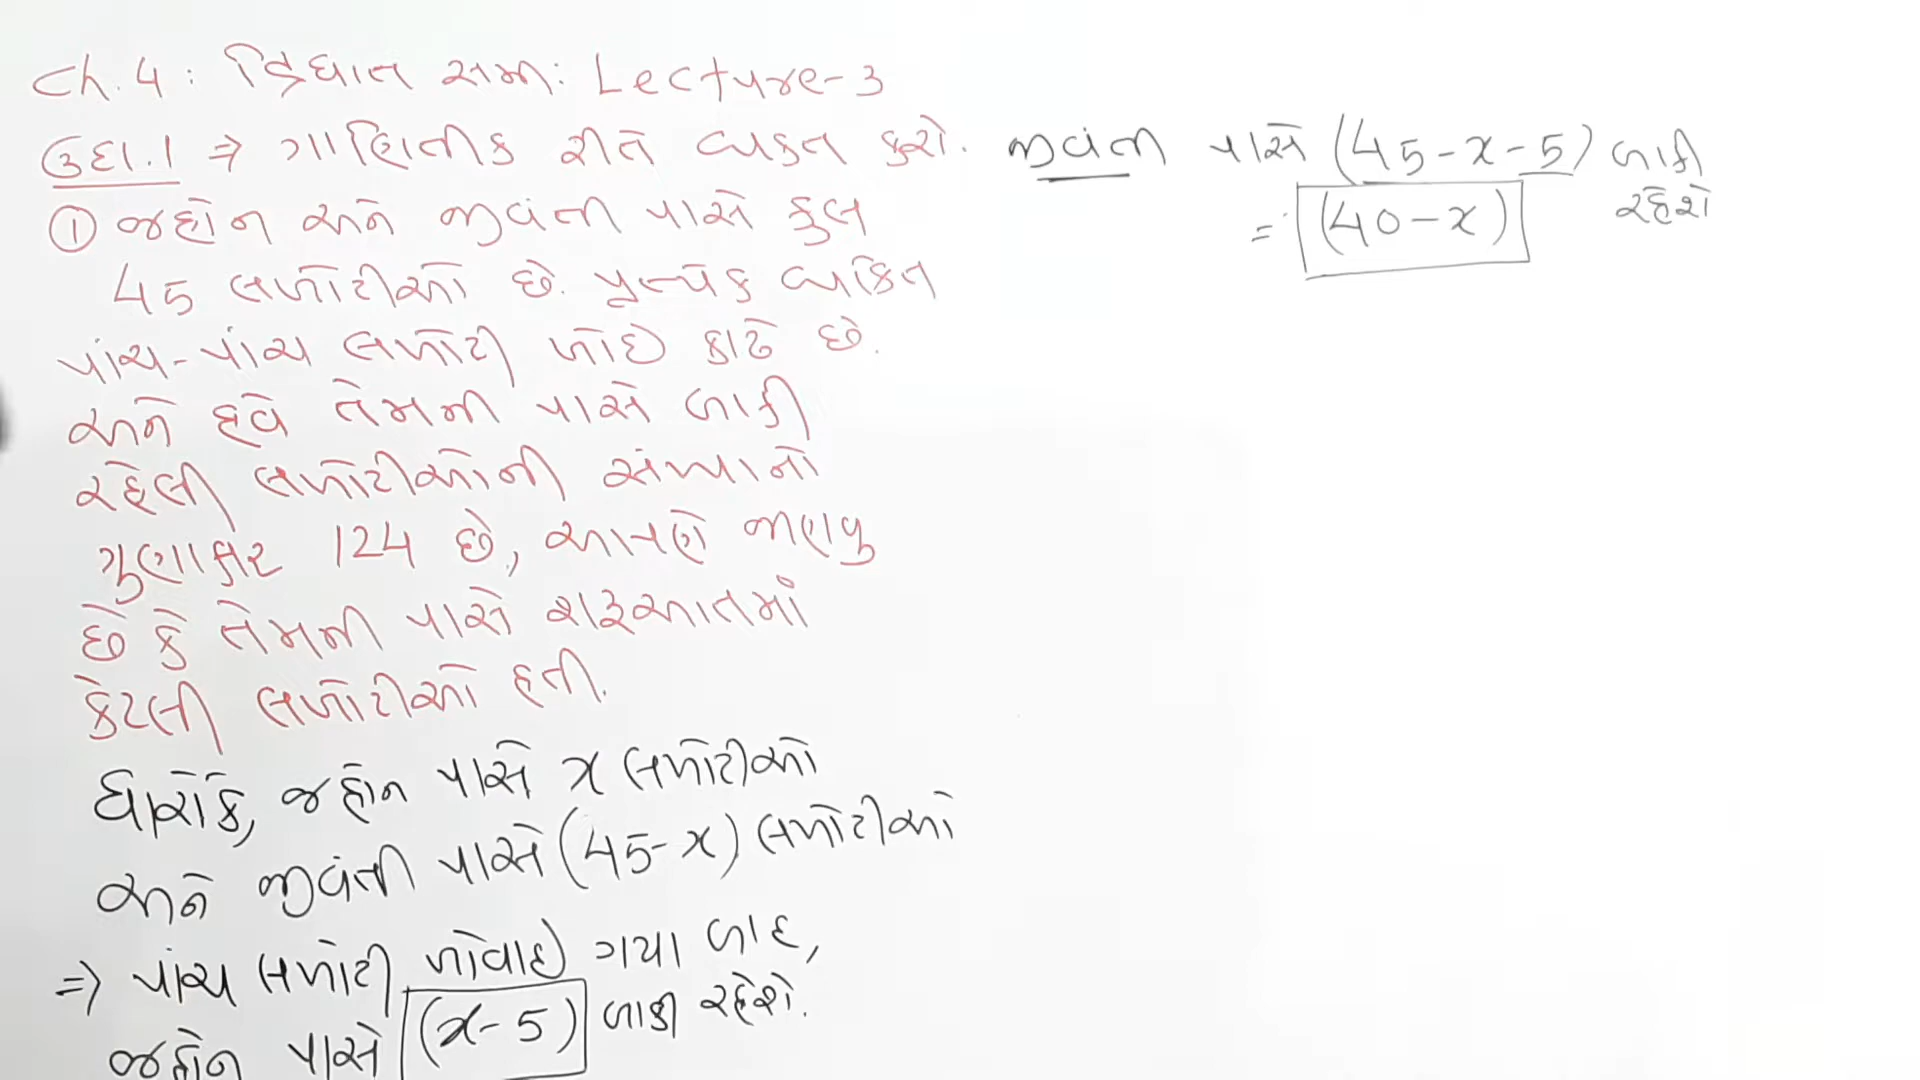 Ch.4: દ્વિઘાત સમી: Lecture-3
ઉદા.1 ⇒ ગાણિતીક રીતે વ્યકત કરો.
① જહોન અને જીવંતી પાસે કુલ
45 લખોટીઓ છે. પ્રત્યેક વ્યકિત
પાંચ-પાંચ લખોટી ખોઈ કાઢે છે.
અને હવે તેમની પાસે બાકી
રહેલી લખોટીઓની સંખ્યાનો
ગુણાકાર 124 છે, આપણે જાણવુ
છે કે તેમની પાસે શરૂઆતમાં
કેટલી લખોટીઓ હતી.
ધારોકે, જહોન પાસે x લખોટીઓ
અને જીવંતી પાસે (45-x) લખોટીઓ
⇒ પાંચ લખોટી ખોવાઈ ગયા બાદ,
જહોન પાસે (x-5) બાકી રહેશે.
જીવંતી પાસે (45-x-5) બાકી
રહેશે
= (40-x)